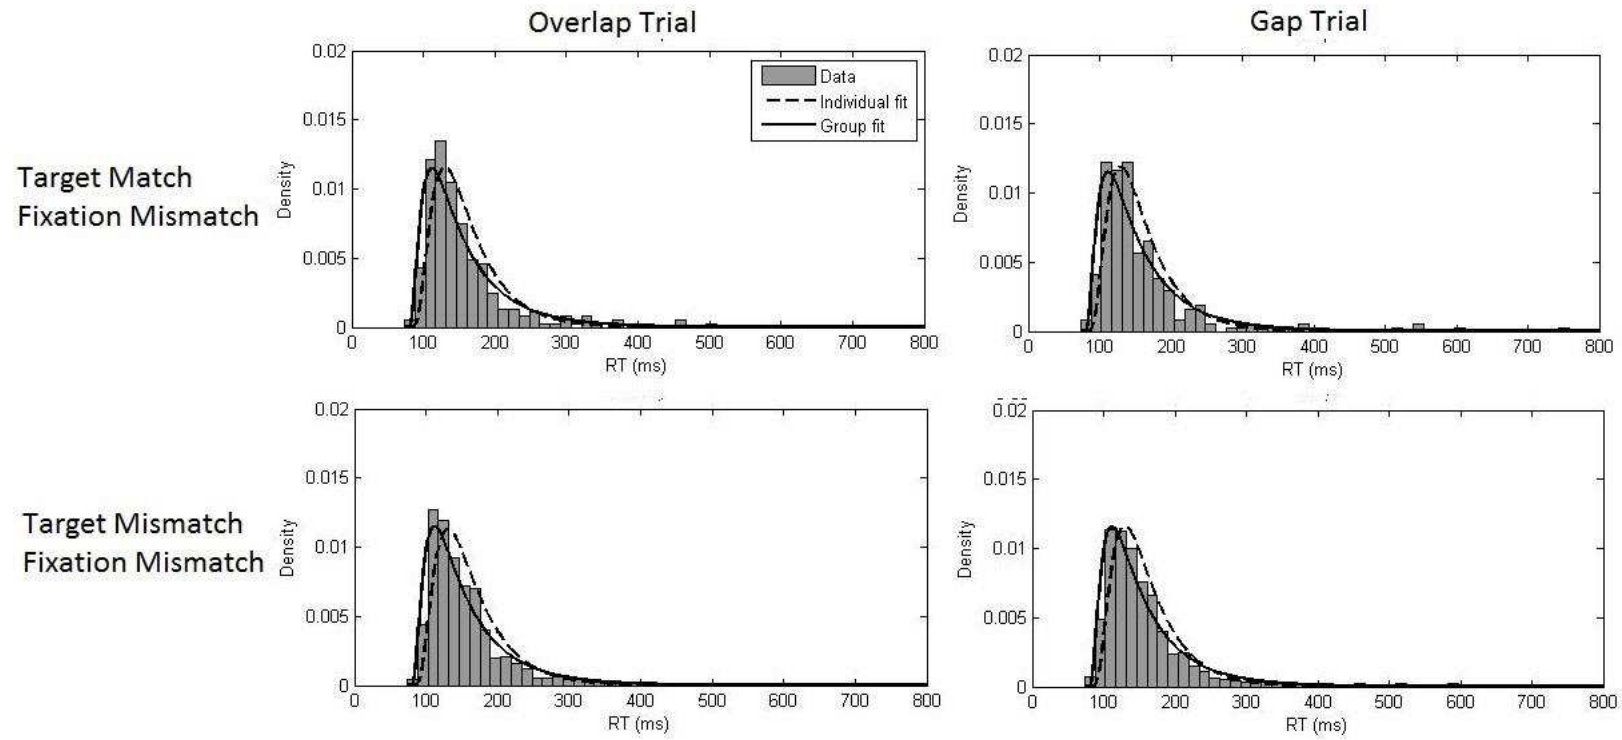 Overlap Trial
Gap Trial
Target Match
Fixation Mismatch
Density
0.02
0.015
0.01
0.005
0
0 100 200 300 400 500 600 700 800
RT (ms)
Data
Individual fit
Group fit
Density
0.02
0.015
0.01
0.005
0
0 100 200 300 400 500 600 700 800
RT (ms)
Target Mismatch
Fixation Mismatch
Density
0.02
0.015
0.01
0.005
0
0 100 200 300 400 500 600 700 800
RT (ms)
Density
0.02
0.015
0.01
0.005
0
0 100 200 300 400 500 600 700 800
RT (ms)